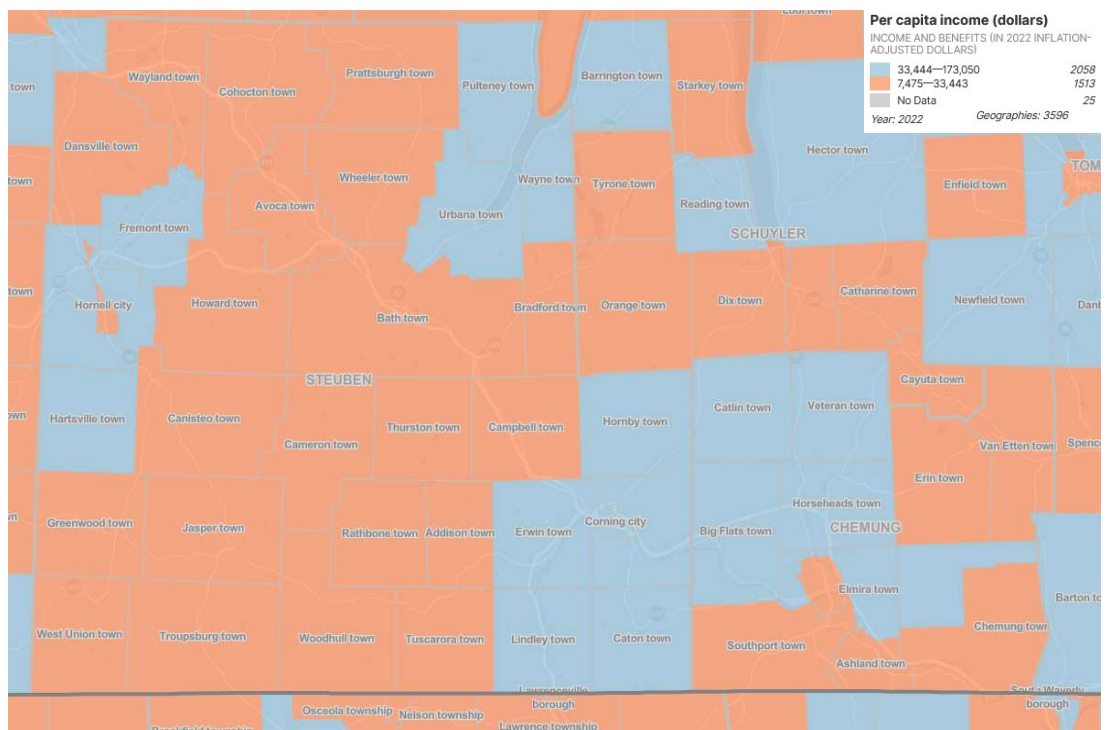 Lodi town
Per capita income (dollars)
INCOME AND BENEFITS (IN 2022 INFLATION-
ADJUSTED DOLLARS)
33,444—173,050 2058
7,475—33,443 1513
No Data 25
Year: 2022 Geographies: 3596
Wayland town
Prattsburgh town
Cohocton town
Pulteney town
Barrington town
Starkey town
town
Dansville town
Hector town
TOM
town
Wheeler town
Wayne town
Tyrone town
Enfield town
Avoca town
Reading town
Urbana town
Fremont town
SCHUYLER
town
Hornell city
Howard town
Bath town
Bradford town
Orange town
Dix town
Catharine town
Newfield town
Danb
STEUBEN
Cayuta town
own
Hartsville town
Canisteo town
Cameron town
Thurston town
Campbell town
Hornby town
Catlin town
Veteran town
Van Etten town
Spenc
Erin town
wn
Greenwood town
Jasper town
Rathbone town
Addison town
Erwin town
Corning city
Big Flats town
Horseheads town
CHEMUNG
Elmira town
Barton to
West Union town
Troupsburg town
Woodhull town
Tuscarora town
Lindley town
Caton town
Southport town
Chemung town
Ashland town
Lawrenceville
borough
South Waverly
borough
Osceola township
Nelson township
Lawrence township
Brookfield township